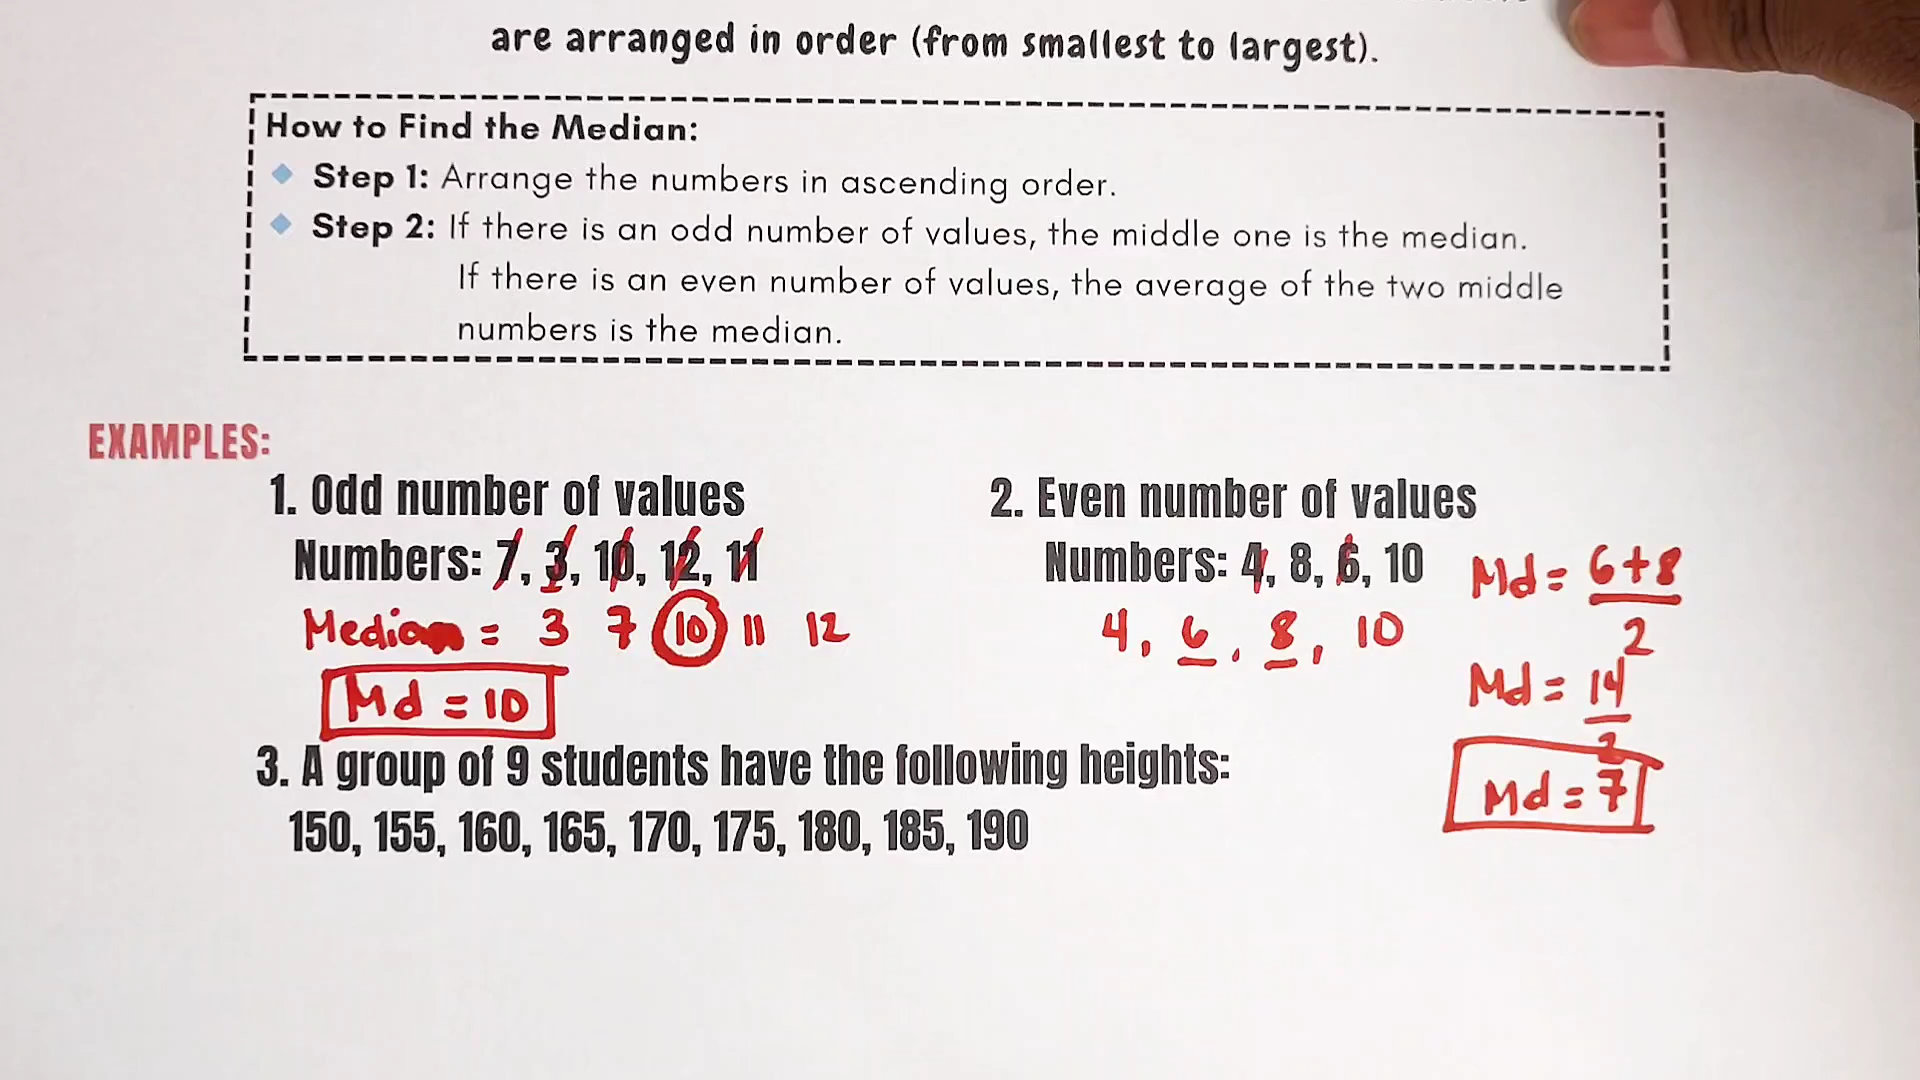 are arranged in order (from smallest to largest).
How to Find the Median:
Step 1: Arrange the numbers in ascending order.
Step 2: If there is an odd number of values, the middle one is the median.
If there is an even number of values, the average of the two middle
numbers is the median.
EXAMPLES:
1. Odd number of values
Numbers: 7, 3, 10, 12, 11
Median = 3 7 10 11 12
Md = 10
2. Even number of values
Numbers: 4, 8, 6, 10
4, 6, 8, 10
Md = 6+8
2
Md = 14
2
Md = 7
3. A group of 9 students have the following heights:
150, 155, 160, 165, 170, 175, 180, 185, 190